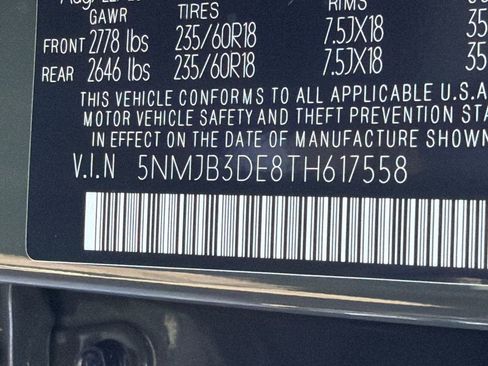 GAWR TIRES RIMS
FRONT 2778 lbs 235/60R18 7.5JX18 35
REAR 2646 lbs 235/60R18 7.5JX18 35
THIS VEHICLE CONFORMS TO ALL APPLICABLE U.S.A
MOTOR VEHICLE SAFETY AND THEFT PREVENTION STA
IN EFFECT ON THE DATE OF MANUFACTURE SHOWN
V.I.N 5NMJB3DE8TH617558